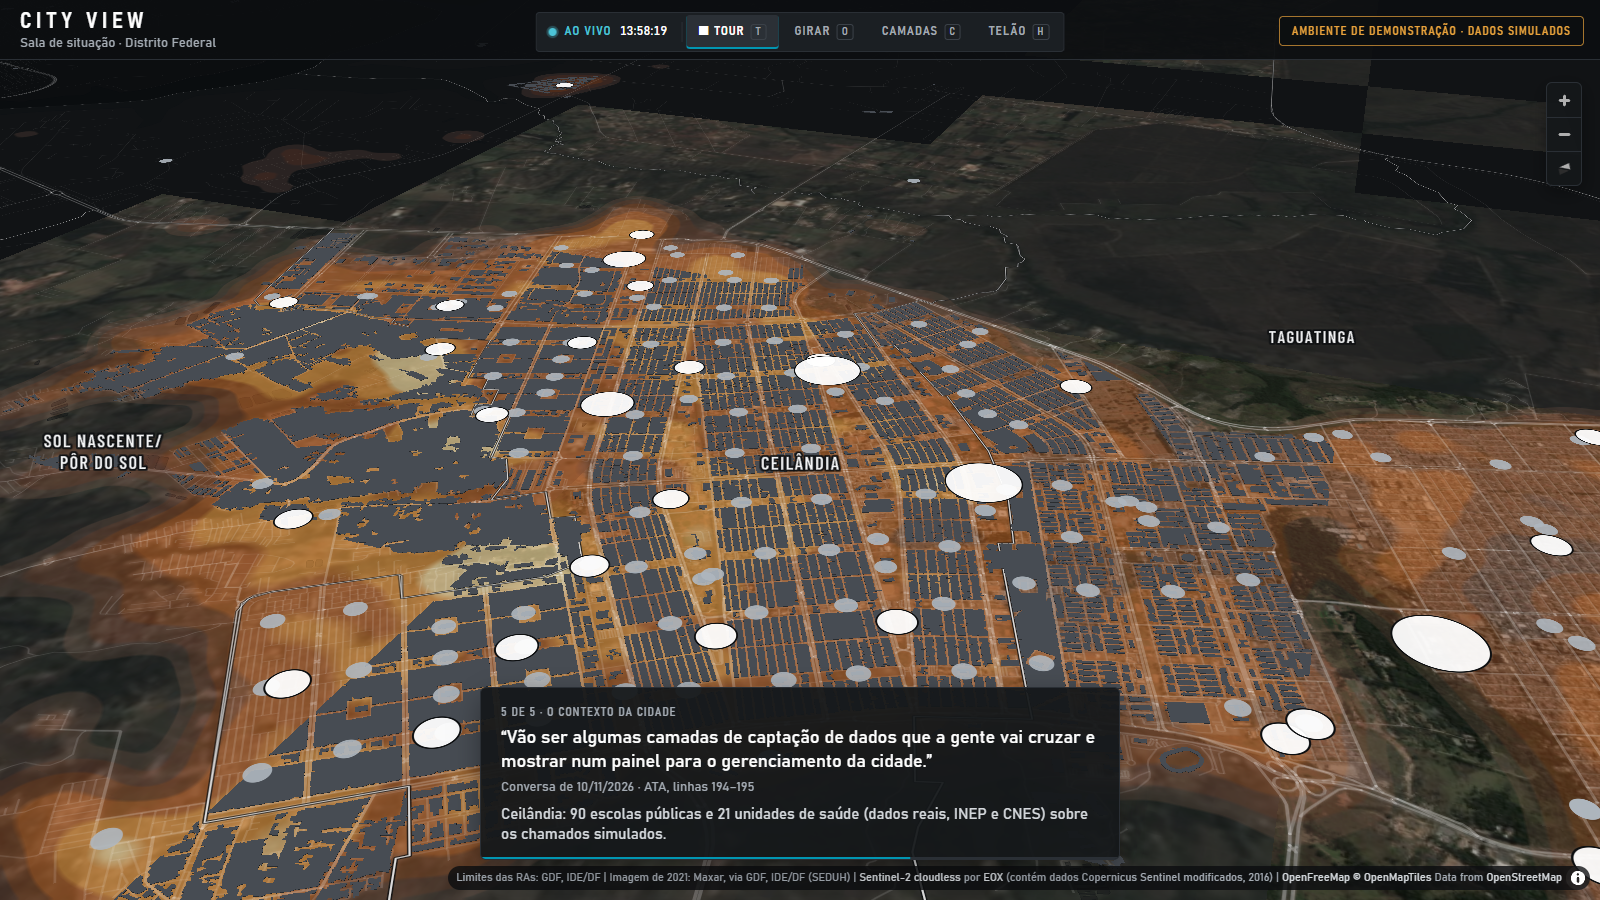 CITY VIEW
Sala de situação · Distrito Federal
AO VIVO 13:58:19
TOUR T
GIRAR O
CAMADAS C
TELÃO H
AMBIENTE DE DEMONSTRAÇÃO · DADOS SIMULADOS
TAGUATINGA
SOL NASCENTE/
PÔR DO SOL
CEILÂNDIA
5 DE 5 · O CONTEXTO DA CIDADE
“Vão ser algumas camadas de captação de dados que a gente vai cruzar e
mostrar num painel para o gerenciamento da cidade.”
Conversa de 10/11/2026 · ATA, linhas 194–195
Ceilândia: 90 escolas públicas e 21 unidades de saúde (dados reais, INEP e CNES) sobre
os chamados simulados.
Limites das RAs: GDF, IDE/DF | Imagem de 2021: Maxar, via GDF, IDE/DF (SEDUH) | Sentinel-2 cloudless por EOX (contém dados Copernicus Sentinel modificados, 2016) | OpenFreeMap © OpenMapTiles Data from OpenStreetMap